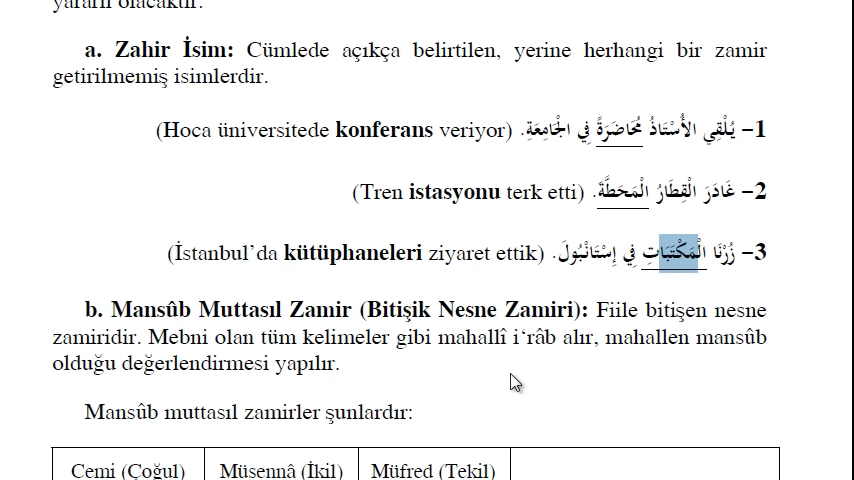 yararlı olacaktır.
a. Zahir İsim: Cümlede açıkça belirtilen, yerine herhangi bir zamir
getirilmemiş isimlerdir.
1– يُلْقِي الأُسْتَاذُ مُحَاضَرَةً فِي الْجَامِعَةِ. (Hoca üniversitede konferans veriyor)
2– غَادَرَ الْقِطَارُ الْمَحَطَّةَ. (Tren istasyonu terk etti)
3– زُرْنَا الْمَكْتَبَاتِ فِي إِسْتَانْبُولَ. (İstanbul’da kütüphaneleri ziyaret ettik)
b. Mansûb Muttasıl Zamir (Bitişik Nesne Zamiri): Fiile bitişen nesne
zamiridir. Mebni olan tüm kelimeler gibi mahallî i‘râb alır, mahallen mansûb
olduğu değerlendirmesi yapılır.
Mansûb muttasıl zamirler şunlardır:
Cemi (Çoğul) Müsennâ (İkil) Müfred (Tekil)